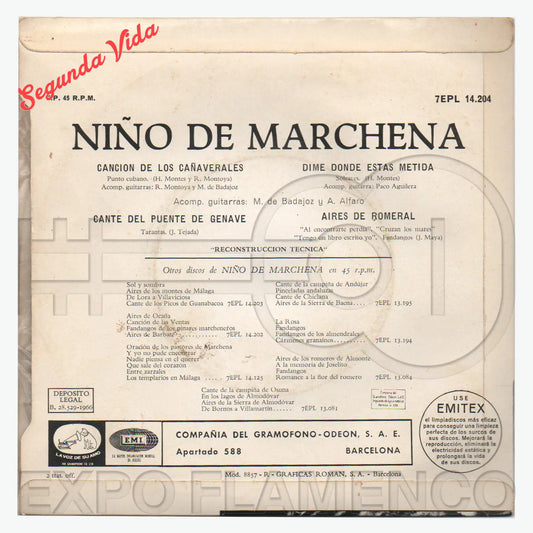 Segunda Vida
.P. 45 R.P.M.
7EPL 14.204
NIÑO DE MARCHENA
CANCION DE LOS CAÑAVERALES
Punto cubano. (H. Montes y R. Montoya)
Acomp. guitarras: R. Montoya y M. de Badajoz
DIME DONDE ESTAS METIDA
Soleares. (H. Montes)
Acomp. guitarra: Paco Aguilera
Acomp. guitarras: M. de Badajoz y A. Alfaro
CANTE DEL PUENTE DE GENAVE
Tarantas. (J. Tejada)
AIRES DE ROMERAL
"Al encontrarte perdía", "Cruzan los mares"
"Tengo un libro escrito yo". Fandangos (J. Maya)
"RECONSTRUCCION TECNICA"
Otros discos de NIÑO DE MARCHENA en 45 r.p.m.
Sol y sombra
Aires de los montes de Málaga
De Lora a Villaviciosa
Cante de los Picos de Guanabacoa 7EPL 14.203
Aires de Ocaña
Canción de las Ventas
Fandangos de los pinares marcheneros
Aires de Barbate 7EPL 14.202
Oración de los pastores de Marchena
Y yo no pude encontrar
Nadie piensa en el querer
Que sale del corazón
Entre zarzales
Los templarios en Málaga 7EPL 14.125
Cante de la campiña de Andújar
Pinceladas andaluzas
Cante de Chiclana
Aires de la Sierra de Baena 7EPL 13.195
La Rosa
Fandangos
Fandangos de los almendrales
Cármenes granaínos 7EPL 13.194
Aires de los romeros de Almonte
A la memoria de Joselito
Fandangos
Romance a la flor del romero 7EPL 13.084
Cante de la campiña de Osuna
En los lagos de Almodóvar
Aires de la Sierra de Almodóvar
De Bornos a Villamartín 7EPL 13.081
DEPOSITO
LEGAL
B. 28.529-1960
LA VOZ DE SU AMO
EMI
COMPAÑIA DEL GRAMOFONO-ODEON, S. A. E.
Apartado 588
BARCELONA
USE
EMITEX
el limpiadiscos más eficaz
para conseguir una limpieza
perfecta de los surcos de
sus discos. Mejorará la
reproducción, eliminará la
electricidad estática y
prolongará la vida
de sus discos.
2 tint. off.
Mod. 8857 - R - GRAFICAS ROMAN, S. A. - Barcelona
EXPO FLAMENCO